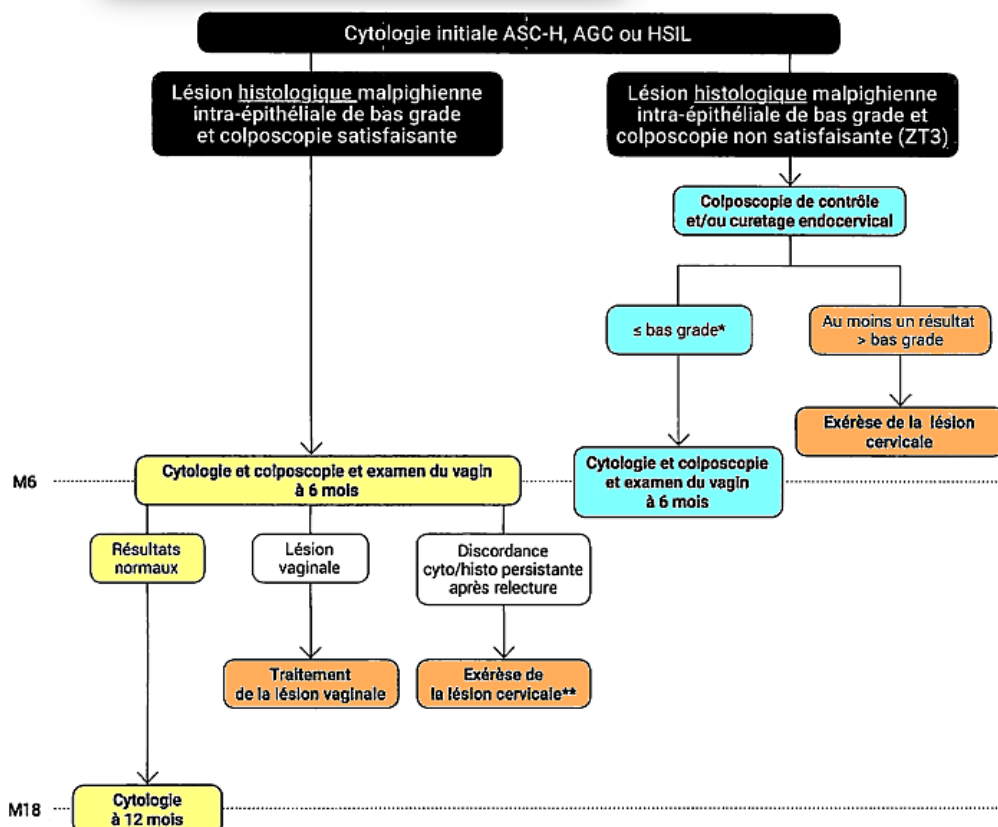 Cytologie initiale ASC-H, AGC ou HSIL
Lésion histologique malpighienne
intra-épithéliale de bas grade
et colposcopie satisfaisante
Lésion histologique malpighienne
intra-épithéliale de bas grade et
colposcopie non satisfaisante (ZT3)
Colposcopie de contrôle
et/ou curetage endocervical
≤ bas grade*
Au moins un résultat
> bas grade
Exérèse de la lésion
cervicale
M6
Cytologie et colposcopie et examen du vagin
à 6 mois
Cytologie et colposcopie
et examen du vagin
à 6 mois
Résultats
normaux
Lésion
vaginale
Discordance
cyto/histo persistante
après relecture
Traitement
de la lésion vaginale
Exérèse de
la lésion cervicale**
M18
Cytologie
à 12 mois